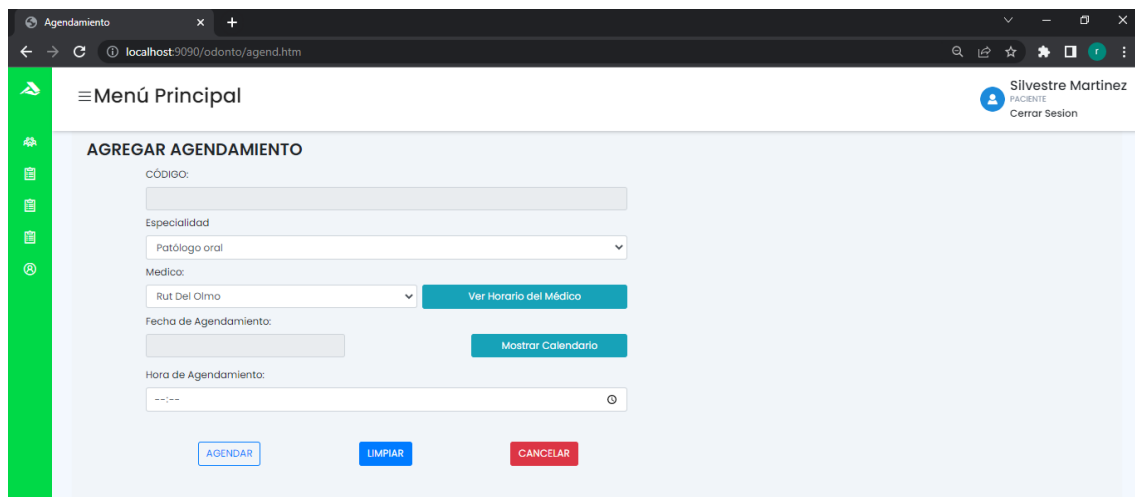 Agendamiento
localhost:9090/odonto/agend.htm
r
Menú Principal
Silvestre Martinez
PACIENTE
Cerrar Sesion
AGREGAR AGENDAMIENTO
CÓDIGO:
Especialidad
Patólogo oral
Medico:
Rut Del Olmo
Ver Horario del Médico
Fecha de Agendamiento:
Mostrar Calendario
Hora de Agendamiento:
--:--
AGENDAR LIMPIAR CANCELAR